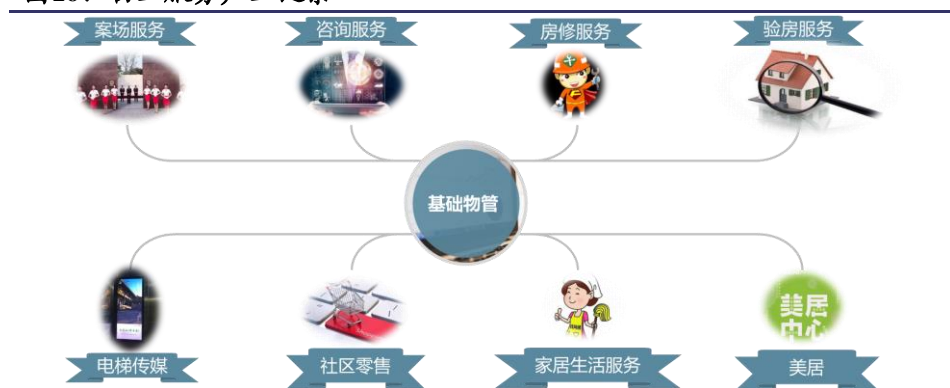 案场服务
咨询服务
房修服务
验房服务
基础物管
美居
中心
电梯传媒
社区零售
家居生活服务
美居